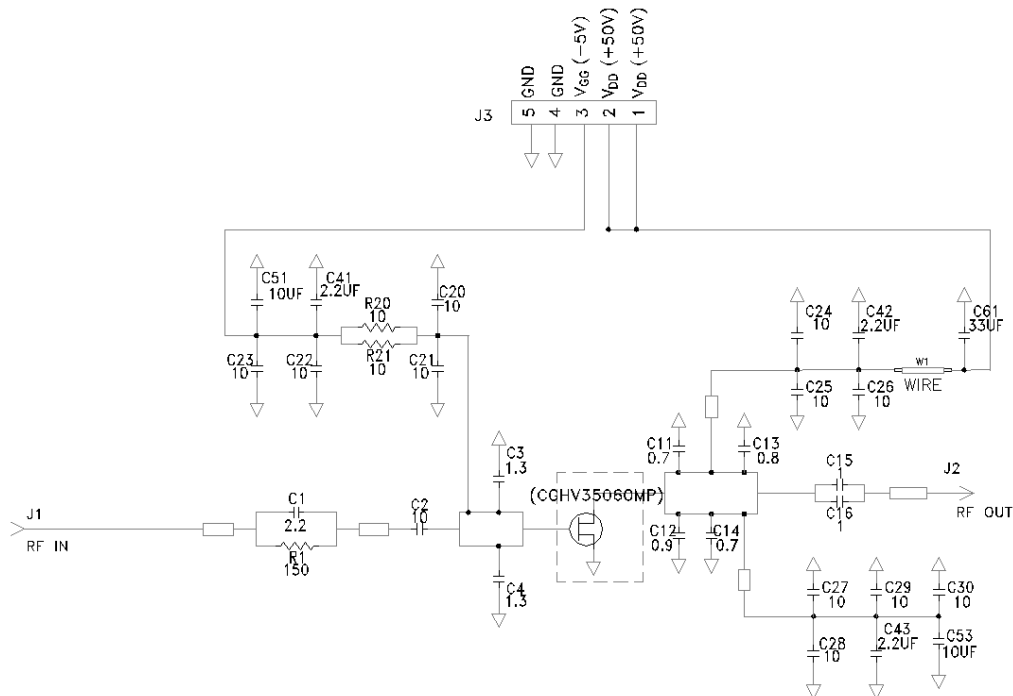 GND
GND
VGG (-5V)
VDD (+50V)
VDD (+50V)
J3
5
4
3
2
1
C51
10UF
C41
2.2UF
C20
10
R20
10
R21
10
C23
10
C22
10
C21
10
C24
10
C42
2.2UF
C61
33UF
W1
WIRE
C25
10
C26
10
C11
0.7
C13
0.8
C3
1.3
(CGHV35060MP)
C15
1
C16
1
J2
RF OUT
J1
RF IN
C1
2.2
R1
150
C2
10
C12
0.9
C14
0.7
C4
1.3
C27
10
C29
10
C30
10
C28
10
C43
2.2UF
C53
10UF